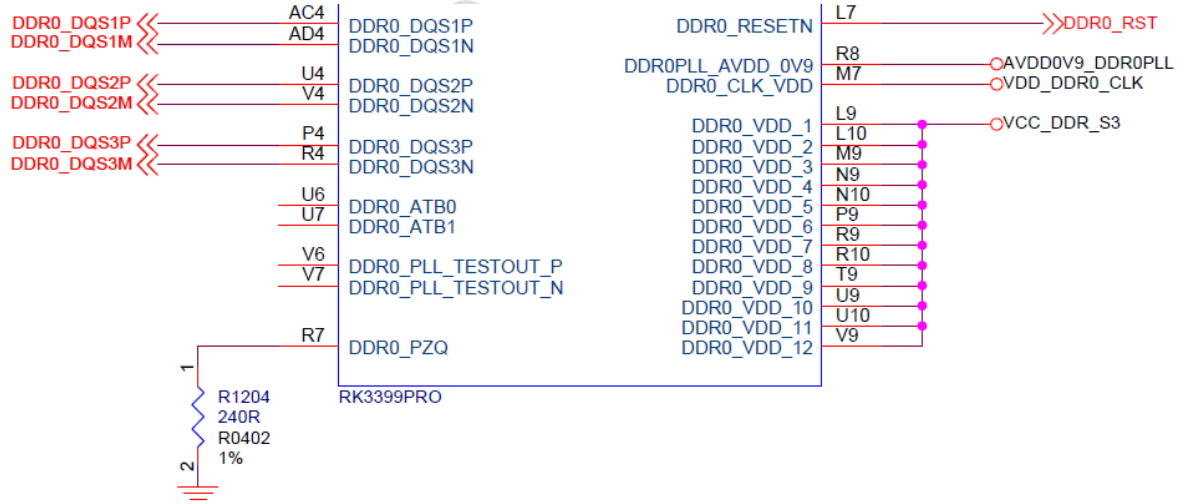 DDR0_DQS1P AC4 DDR0_DQS1P DDR0_RESETN L7 DDR0_RST
DDR0_DQS1M AD4 DDR0_DQS1N
DDR0PLL_AVDD_0V9 R8 AVDD0V9_DDR0PLL
DDR0_DQS2P U4 DDR0_DQS2P DDR0_CLK_VDD M7 VDD_DDR0_CLK
DDR0_DQS2M V4 DDR0_DQS2N
DDR0_VDD_1 L9 VCC_DDR_S3
DDR0_DQS3P P4 DDR0_DQS3P DDR0_VDD_2 L10
DDR0_DQS3M R4 DDR0_DQS3N DDR0_VDD_3 M9
DDR0_VDD_4 N9
U6 DDR0_ATB0 DDR0_VDD_5 N10
U7 DDR0_ATB1 DDR0_VDD_6 P9
DDR0_VDD_7 R9
V6 DDR0_PLL_TESTOUT_P DDR0_VDD_8 R10
V7 DDR0_PLL_TESTOUT_N DDR0_VDD_9 T9
DDR0_VDD_10 U9
DDR0_VDD_11 U10
R7 DDR0_PZQ DDR0_VDD_12 V9
1
R1204 RK3399PRO
240R
R0402
1%
2